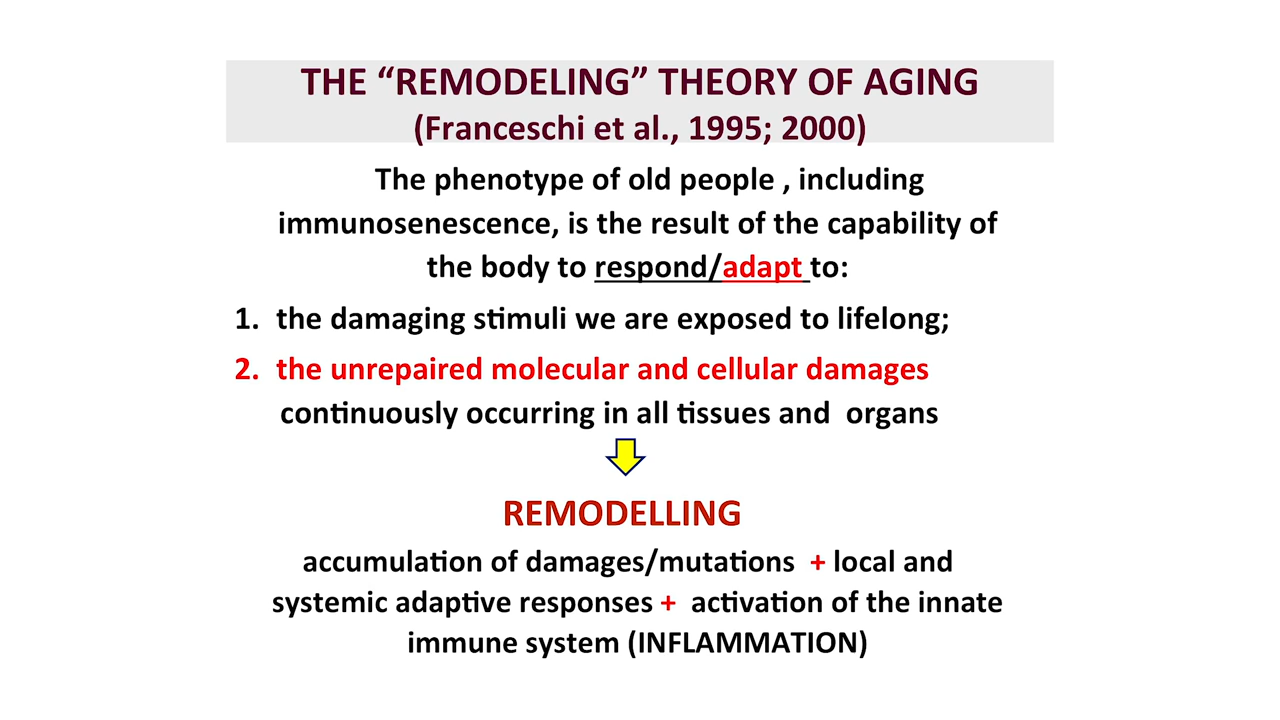 THE “REMODELING” THEORY OF AGING
(Franceschi et al., 1995; 2000)
The phenotype of old people , including
immunosenescence, is the result of the capability of
the body to respond/adapt to:
1. the damaging stimuli we are exposed to lifelong;
2. the unrepaired molecular and cellular damages
continuously occurring in all tissues and organs
REMODELLING
accumulation of damages/mutations + local and
systemic adaptive responses + activation of the innate
immune system (INFLAMMATION)